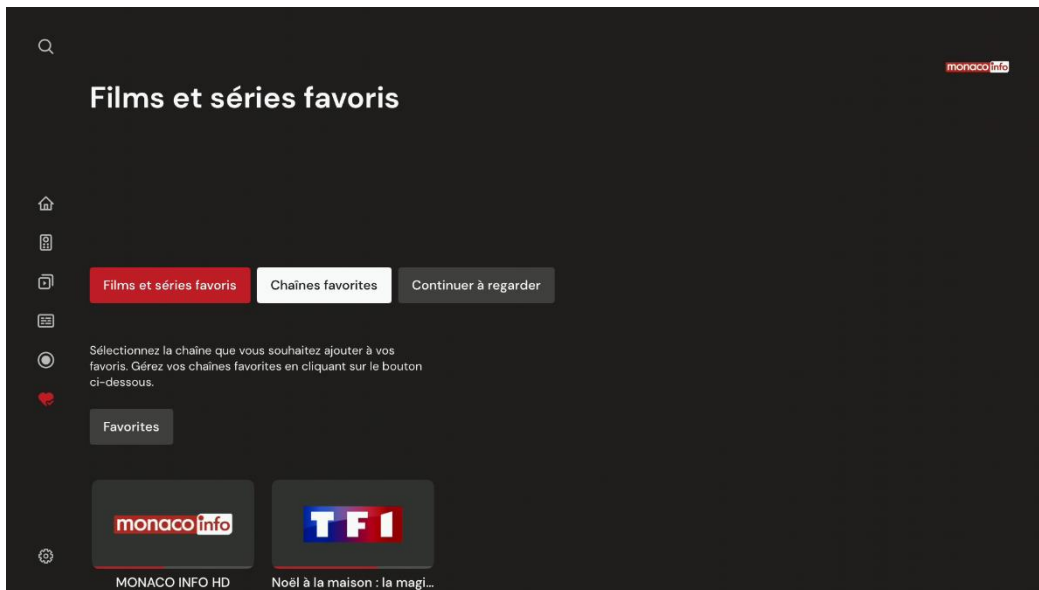 monaco info
Films et séries favoris
Films et séries favoris
Chaînes favorites
Continuer à regarder
Sélectionnez la chaîne que vous souhaitez ajouter à vos
favoris. Gérez vos chaînes favorites en cliquant sur le bouton
ci-dessous.
Favorites
monaco info
TF1
MONACO INFO HD
Noël à la maison : la magi...